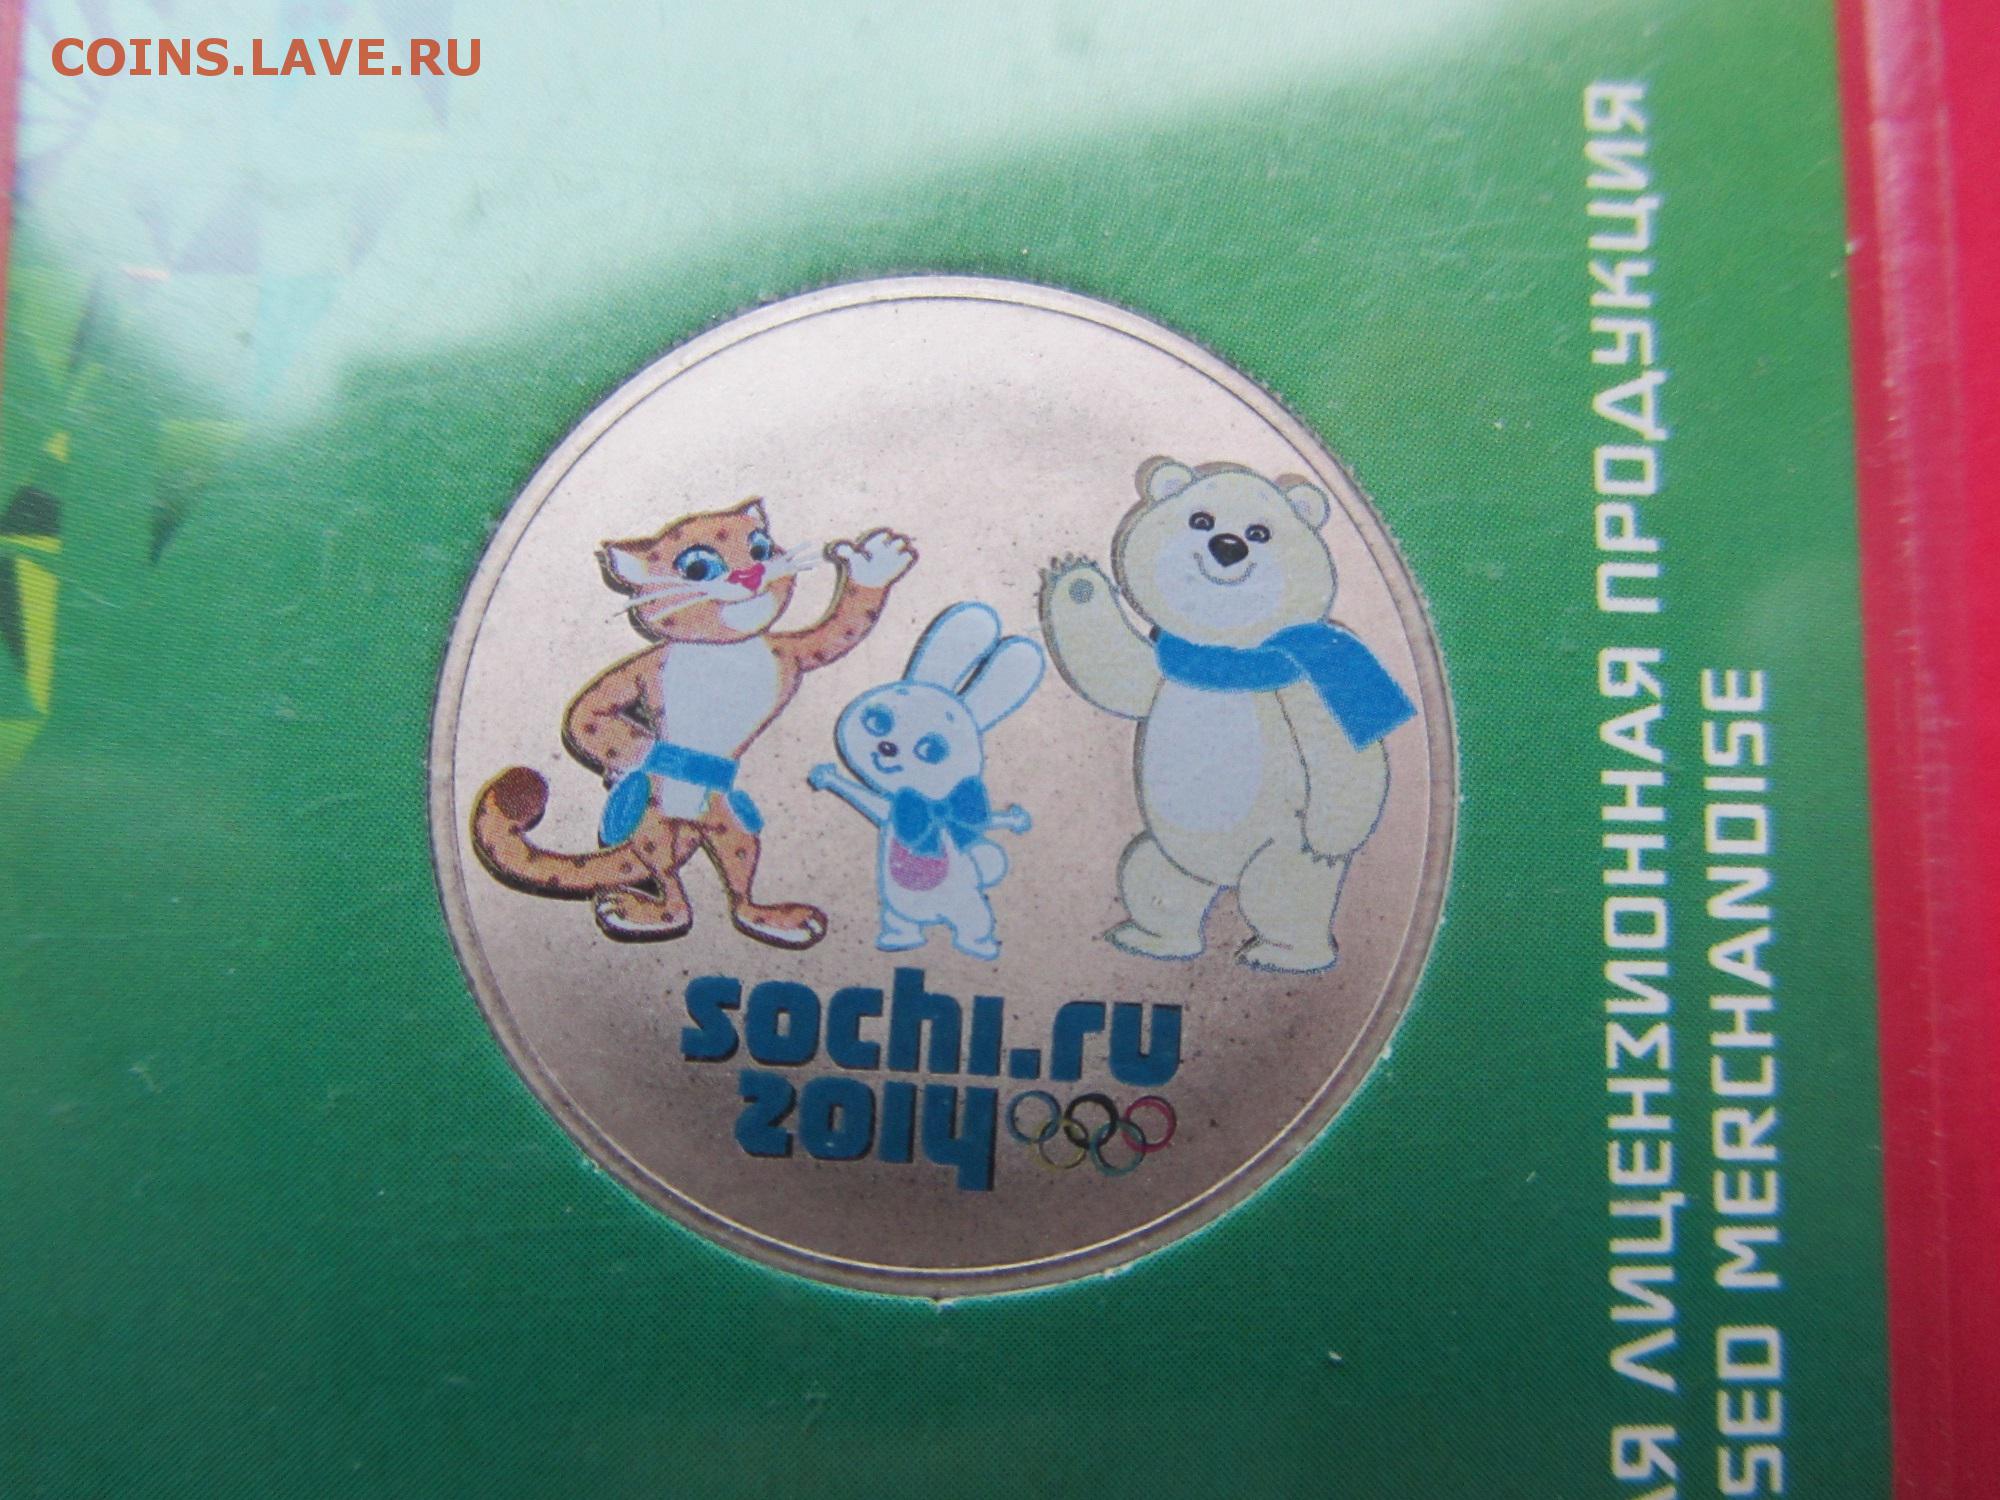 COINS.LAVE.RU
sochi.ru
2014
ЛИЦЕНЗИОННАЯ ПРОДУКЦИЯ
MERCHANDISE